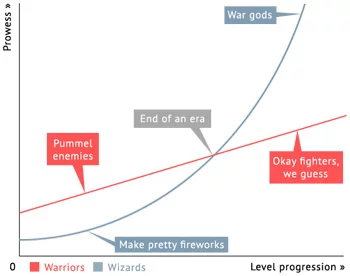 Prowess »
War gods
End of an era
Pummel
enemies
Okay fighters,
we guess
Make pretty fireworks
0
Warriors
Wizards
Level progression »